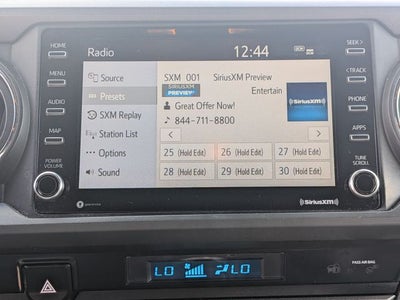 HOME
MENU
AUDIO
MAP
POWER
VOLUME
Radio
12:44
Source
Presets
SXM Replay
Station List
Options
Sound
SXM 001 SiriusXM Preview
SiriusXM
PREVIEW
Entertain
Great Offer Now!
844-711-8800
SiriusXM
25 (Hold Edit) 26 (Hold Edit) 27 (Hold Edit)
28 (Hold Edit) 29 (Hold Edit) 30 (Hold Edit)
SEEK >
< TRACK
PHONE
APPS
TUNE
SCROLL
SiriusXM
LO LO
PASS AIR BAG